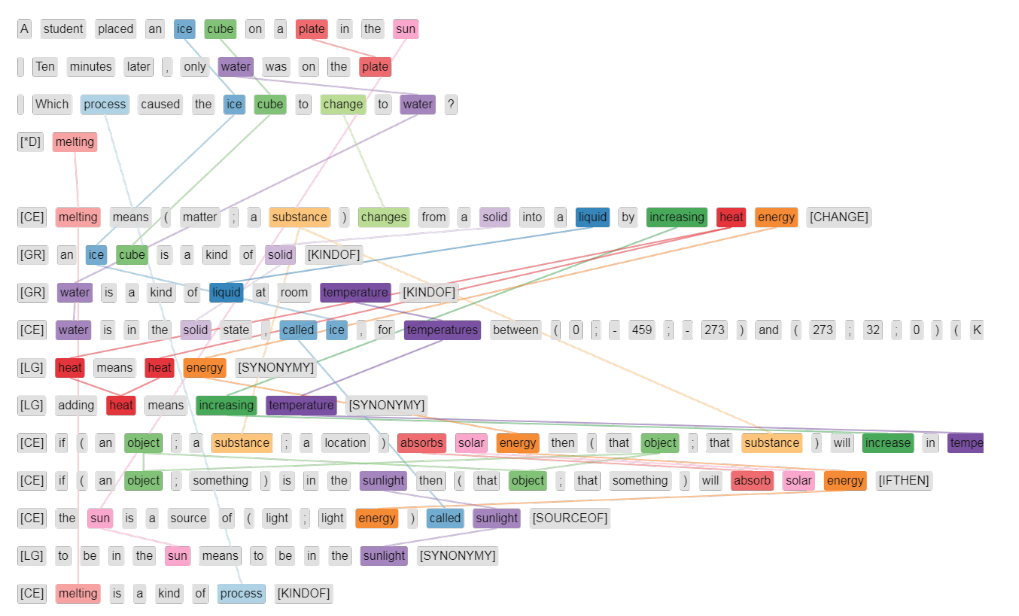 A student placed an ice cube on a plate in the sun
Ten minutes later , only water was on the plate
Which process caused the ice cube to change to water ?
[*D] melting
[CE] melting means ( matter ; a substance ) changes from a solid into a liquid by increasing heat energy [CHANGE]
[GR] an ice cube is a kind of solid [KINDOF]
[GR] water is a kind of liquid at room temperature [KINDOF]
[CE] water is in the solid state , called ice , for temperatures between ( 0 ; - 459 ; - 273 ) and ( 273 ; 32 ; 0 ) ( K
[LG] heat means heat energy [SYNONYMY]
[LG] adding heat means increasing temperature [SYNONYMY]
[CE] if ( an object ; a substance ; a location ) absorbs solar energy then ( that object ; that substance ) will increase in tempe
[CE] if ( an object ; something ) is in the sunlight then ( that object ; that something ) will absorb solar energy [IFTHEN]
[CE] the sun is a source of ( light ; light energy ) called sunlight [SOURCEOF]
[LG] to be in the sun means to be in the sunlight [SYNONYMY]
[CE] melting is a kind of process [KINDOF]